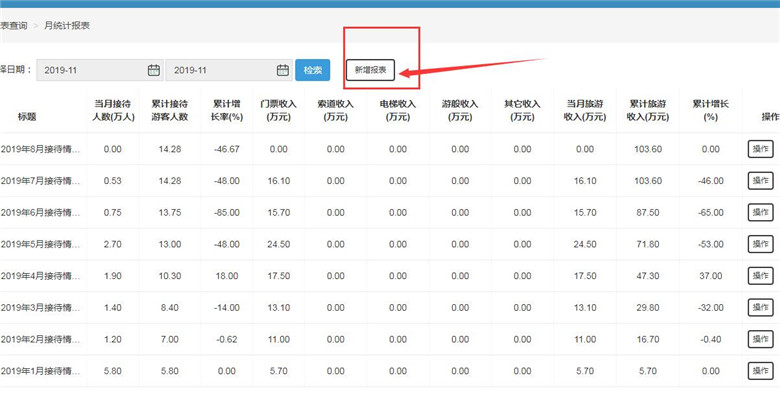 表查询 > 月统计报表
择日期： 2019-11 2019-11 检索 新增报表
标题 当月接待人数(万人) 累计接待游客人数 累计增长率(%) 门票收入(万元) 索道收入(万元) 电梯收入(万元) 游般收入(万元) 其它收入(万元) 当月旅游收入(万元) 累计旅游收入(万元) 累计增长(%) 操作
2019年8月接待情... 0.00 14.28 -46.67 0.00 0.00 0.00 0.00 0.00 0.00 103.60 0.00 操作
2019年7月接待情... 0.53 14.28 -48.00 16.10 0.00 0.00 0.00 0.00 16.10 103.60 -46.00 操作
2019年6月接待情... 0.75 13.75 -85.00 15.70 0.00 0.00 0.00 0.00 15.70 87.50 -65.00 操作
2019年5月接待情... 2.70 13.00 -48.00 24.50 0.00 0.00 0.00 0.00 24.50 71.80 -53.00 操作
2019年4月接待情... 1.90 10.30 18.00 17.50 0.00 0.00 0.00 0.00 17.50 47.30 37.00 操作
2019年3月接待情... 1.40 8.40 -14.00 13.10 0.00 0.00 0.00 0.00 13.10 29.80 -32.00 操作
2019年2月接待情... 1.20 7.00 -0.62 11.00 0.00 0.00 0.00 0.00 11.00 16.70 -0.40 操作
2019年1月接待情... 5.80 5.80 0.00 5.70 0.00 0.00 0.00 0.00 5.70 5.70 0.00 操作